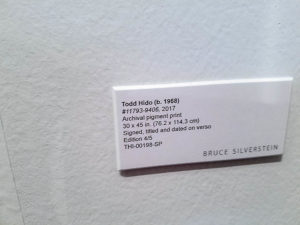 Todd Hido (b. 1968)
#11793-9406, 2017
Archival pigment print
30 x 45 in. (76.2 x 114.3 cm)
Signed, titled and dated on verso
Edition 4/5
THI-00198-SP
BRUCE SILVERSTEIN